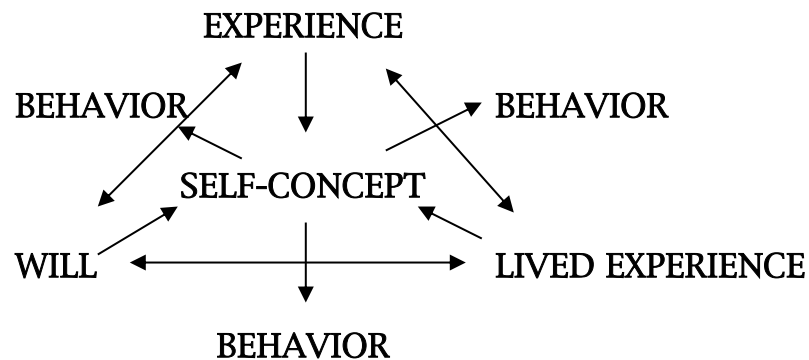 EXPERIENCE
BEHAVIOR BEHAVIOR
SELF-CONCEPT
WILL LIVED EXPERIENCE
BEHAVIOR